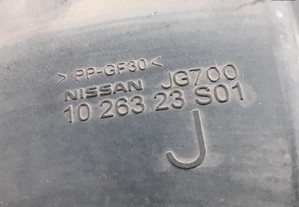 > PP-GF30 <
NISSAN JG700
10 263 23 S01
J